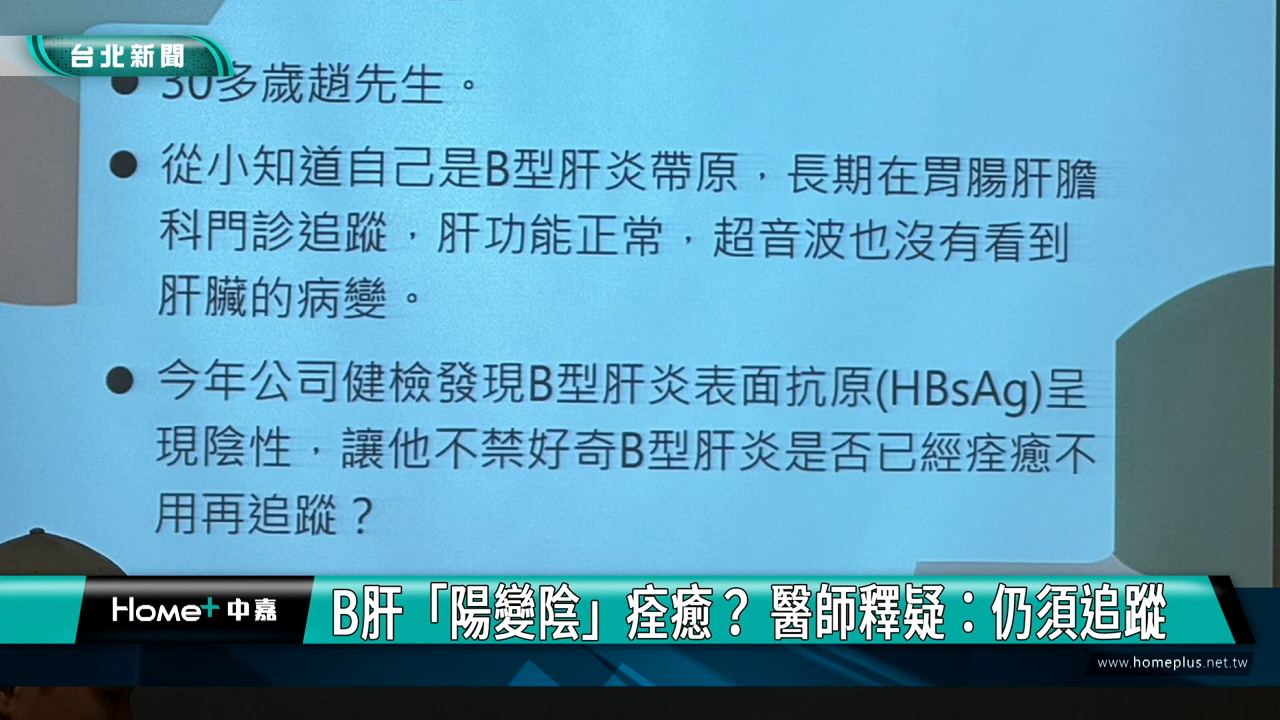 台北新聞
● 30多歲趙先生。
● 從小知道自己是B型肝炎帶原，長期在胃腸肝膽
科門診追蹤，肝功能正常，超音波也沒有看到
肝臟的病變。
● 今年公司健檢發現B型肝炎表面抗原(HBsAg)呈
現陰性，讓他不禁好奇B型肝炎是否已經痊癒不
用再追蹤？
Home+中嘉
B肝「陽變陰」痊癒？ 醫師釋疑：仍須追蹤
www.homeplus.net.tw